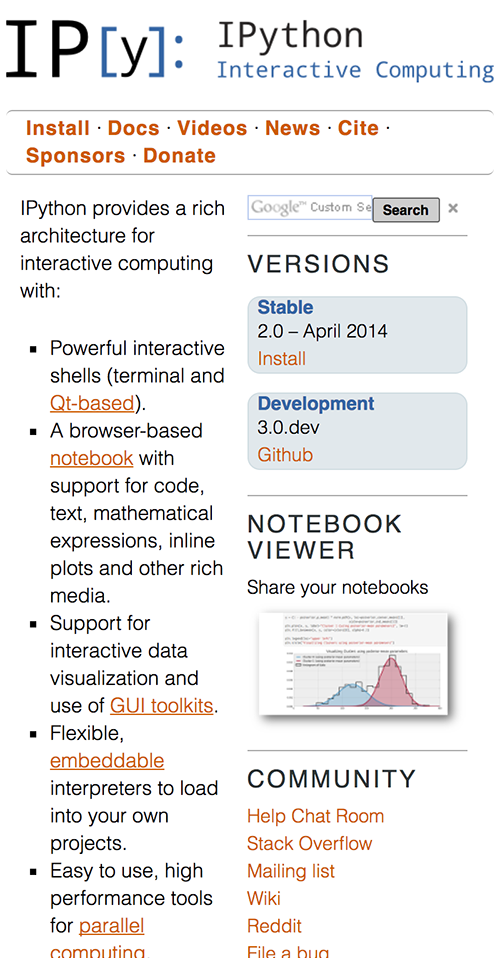 IP[y]:
IPython
Interactive Computing
Install · Docs · Videos · News · Cite ·
Sponsors · Donate
IPython provides a rich
architecture for
interactive computing
with:
Powerful interactive
shells (terminal and
Qt-based).
A browser-based
notebook with
support for code,
text, mathematical
expressions, inline
plots and other rich
media.
Support for
interactive data
visualization and
use of GUI toolkits.
Flexible,
embeddable
interpreters to load
into your own
projects.
Easy to use, high
performance tools
for parallel
computing.
Google™ Custom Se
Search ×
VERSIONS
Stable
2.0 – April 2014
Install
Development
3.0.dev
Github
NOTEBOOK
VIEWER
Share your notebooks
COMMUNITY
Help Chat Room
Stack Overflow
Mailing list
Wiki
Reddit
File a bug